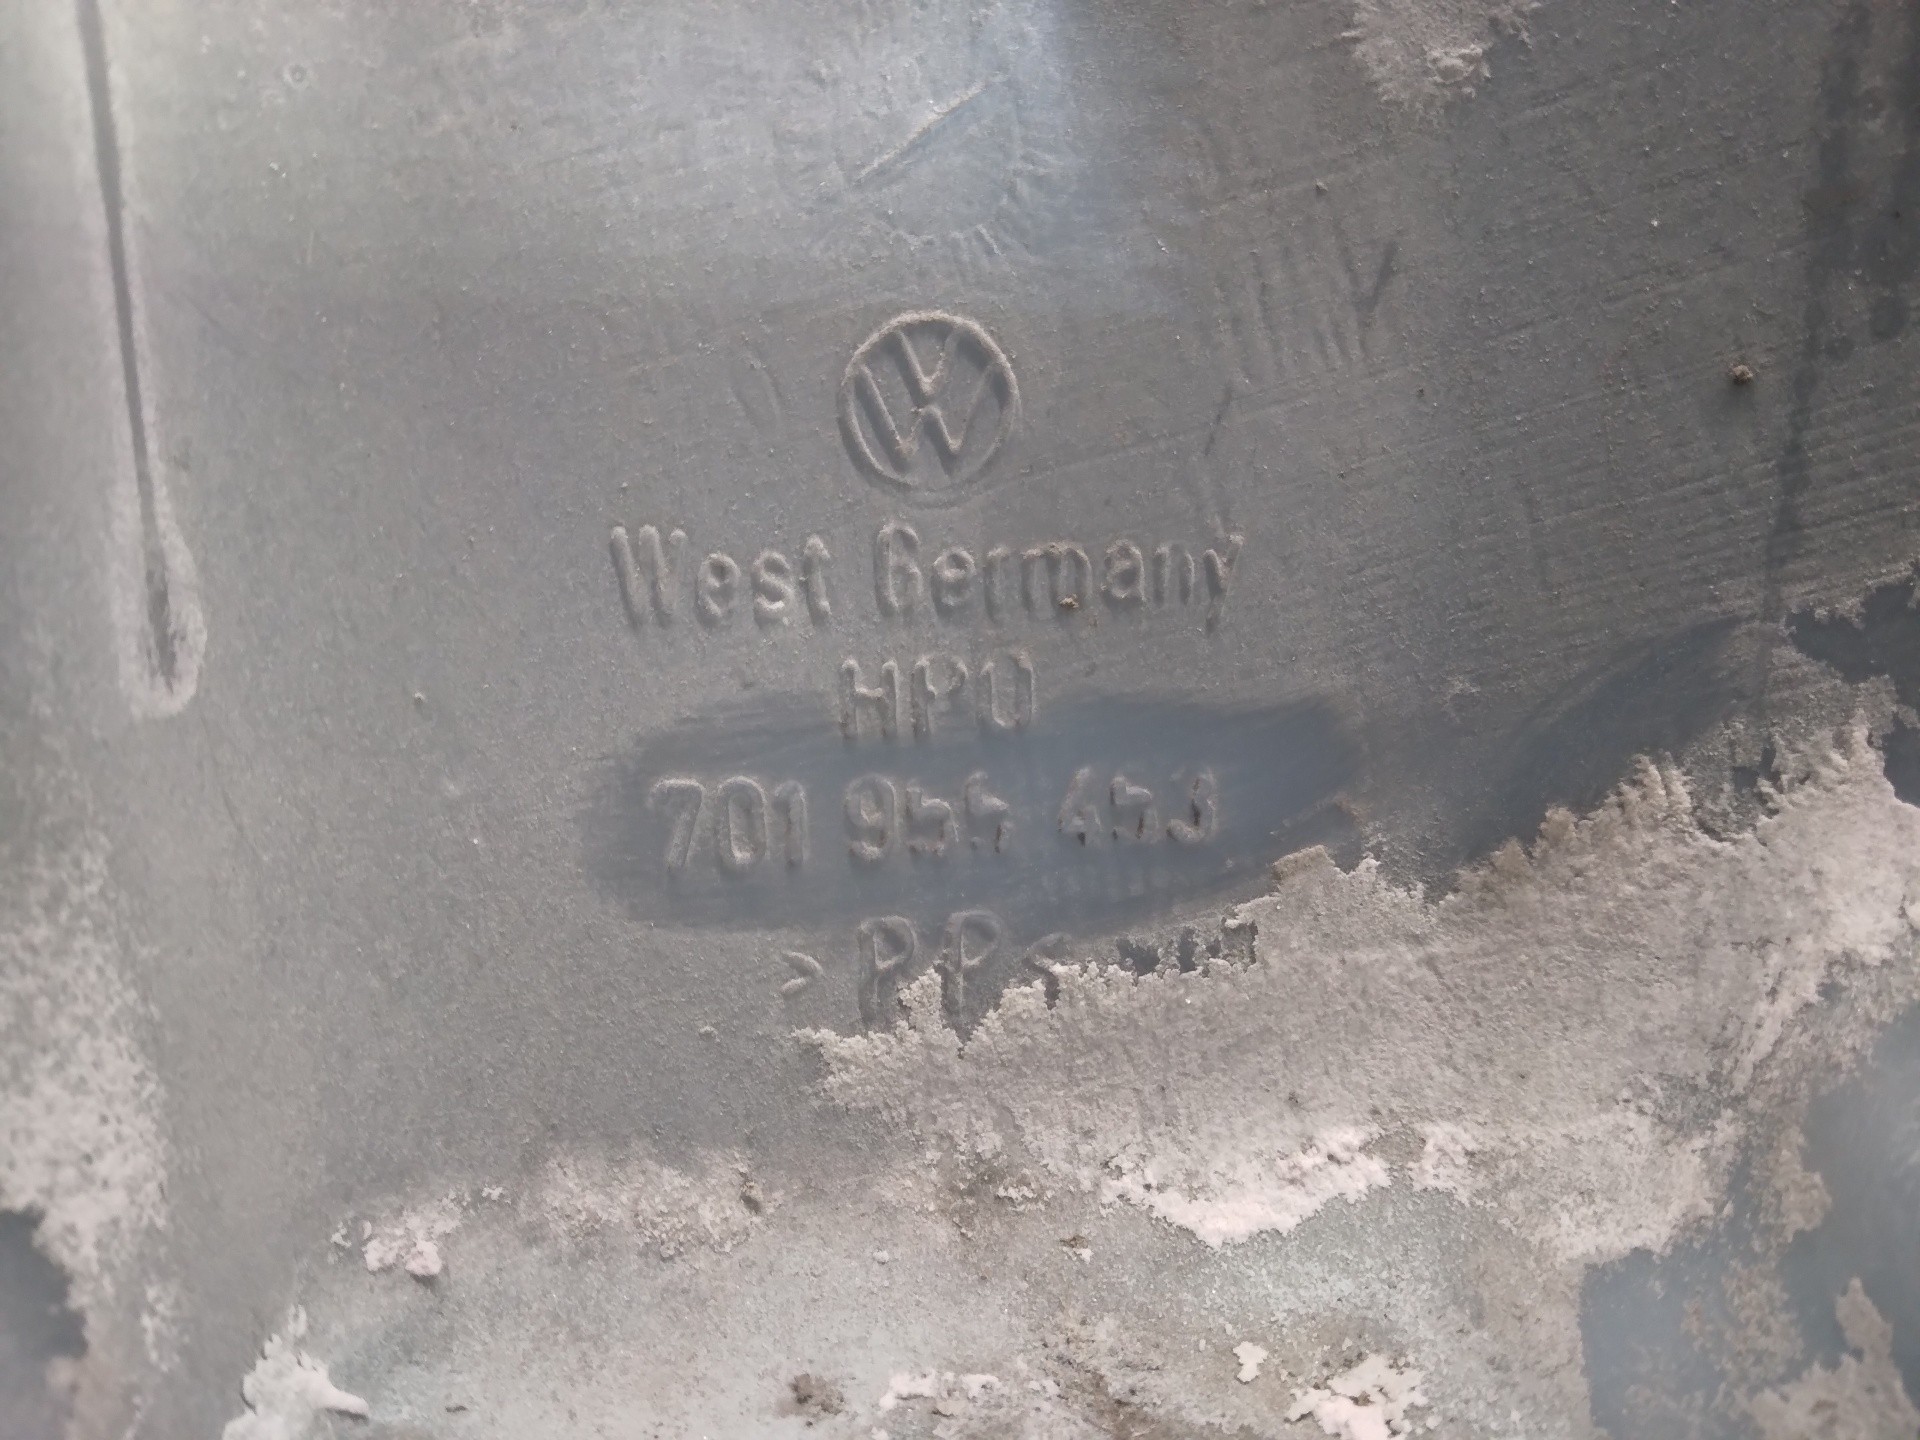 West Germany
HPO
701 955 453
>PP<